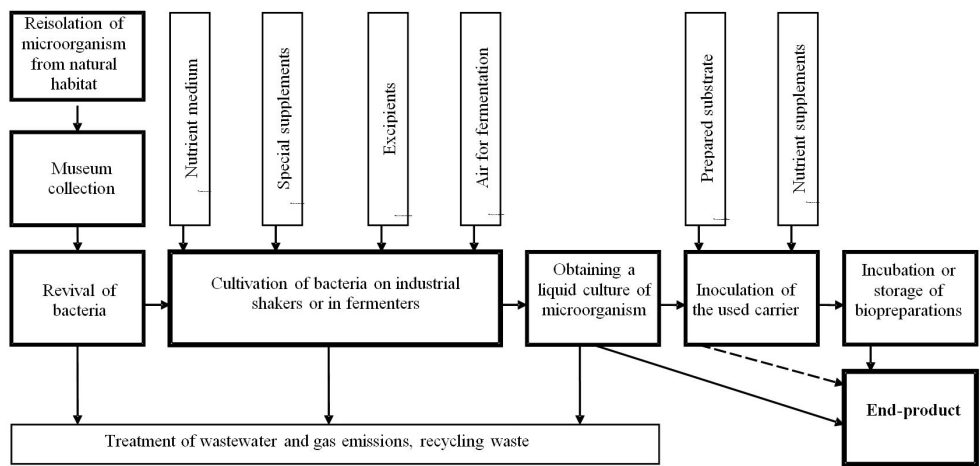 Reisolation of
microorganism
from natural
habitat
Museum
collection
Revival of
bacteria
Nutrient medium
Special supplements
Excipients
Air for fermentation
Cultivation of bacteria on industrial
shakers or in fermenters
Obtaining a
liquid culture of
microorganism
Prepared substrate
Nutrient supplements
Inoculation of
the used carrier
Incubation or
storage of
biopreparations
End-product
Treatment of wastewater and gas emissions, recycling waste